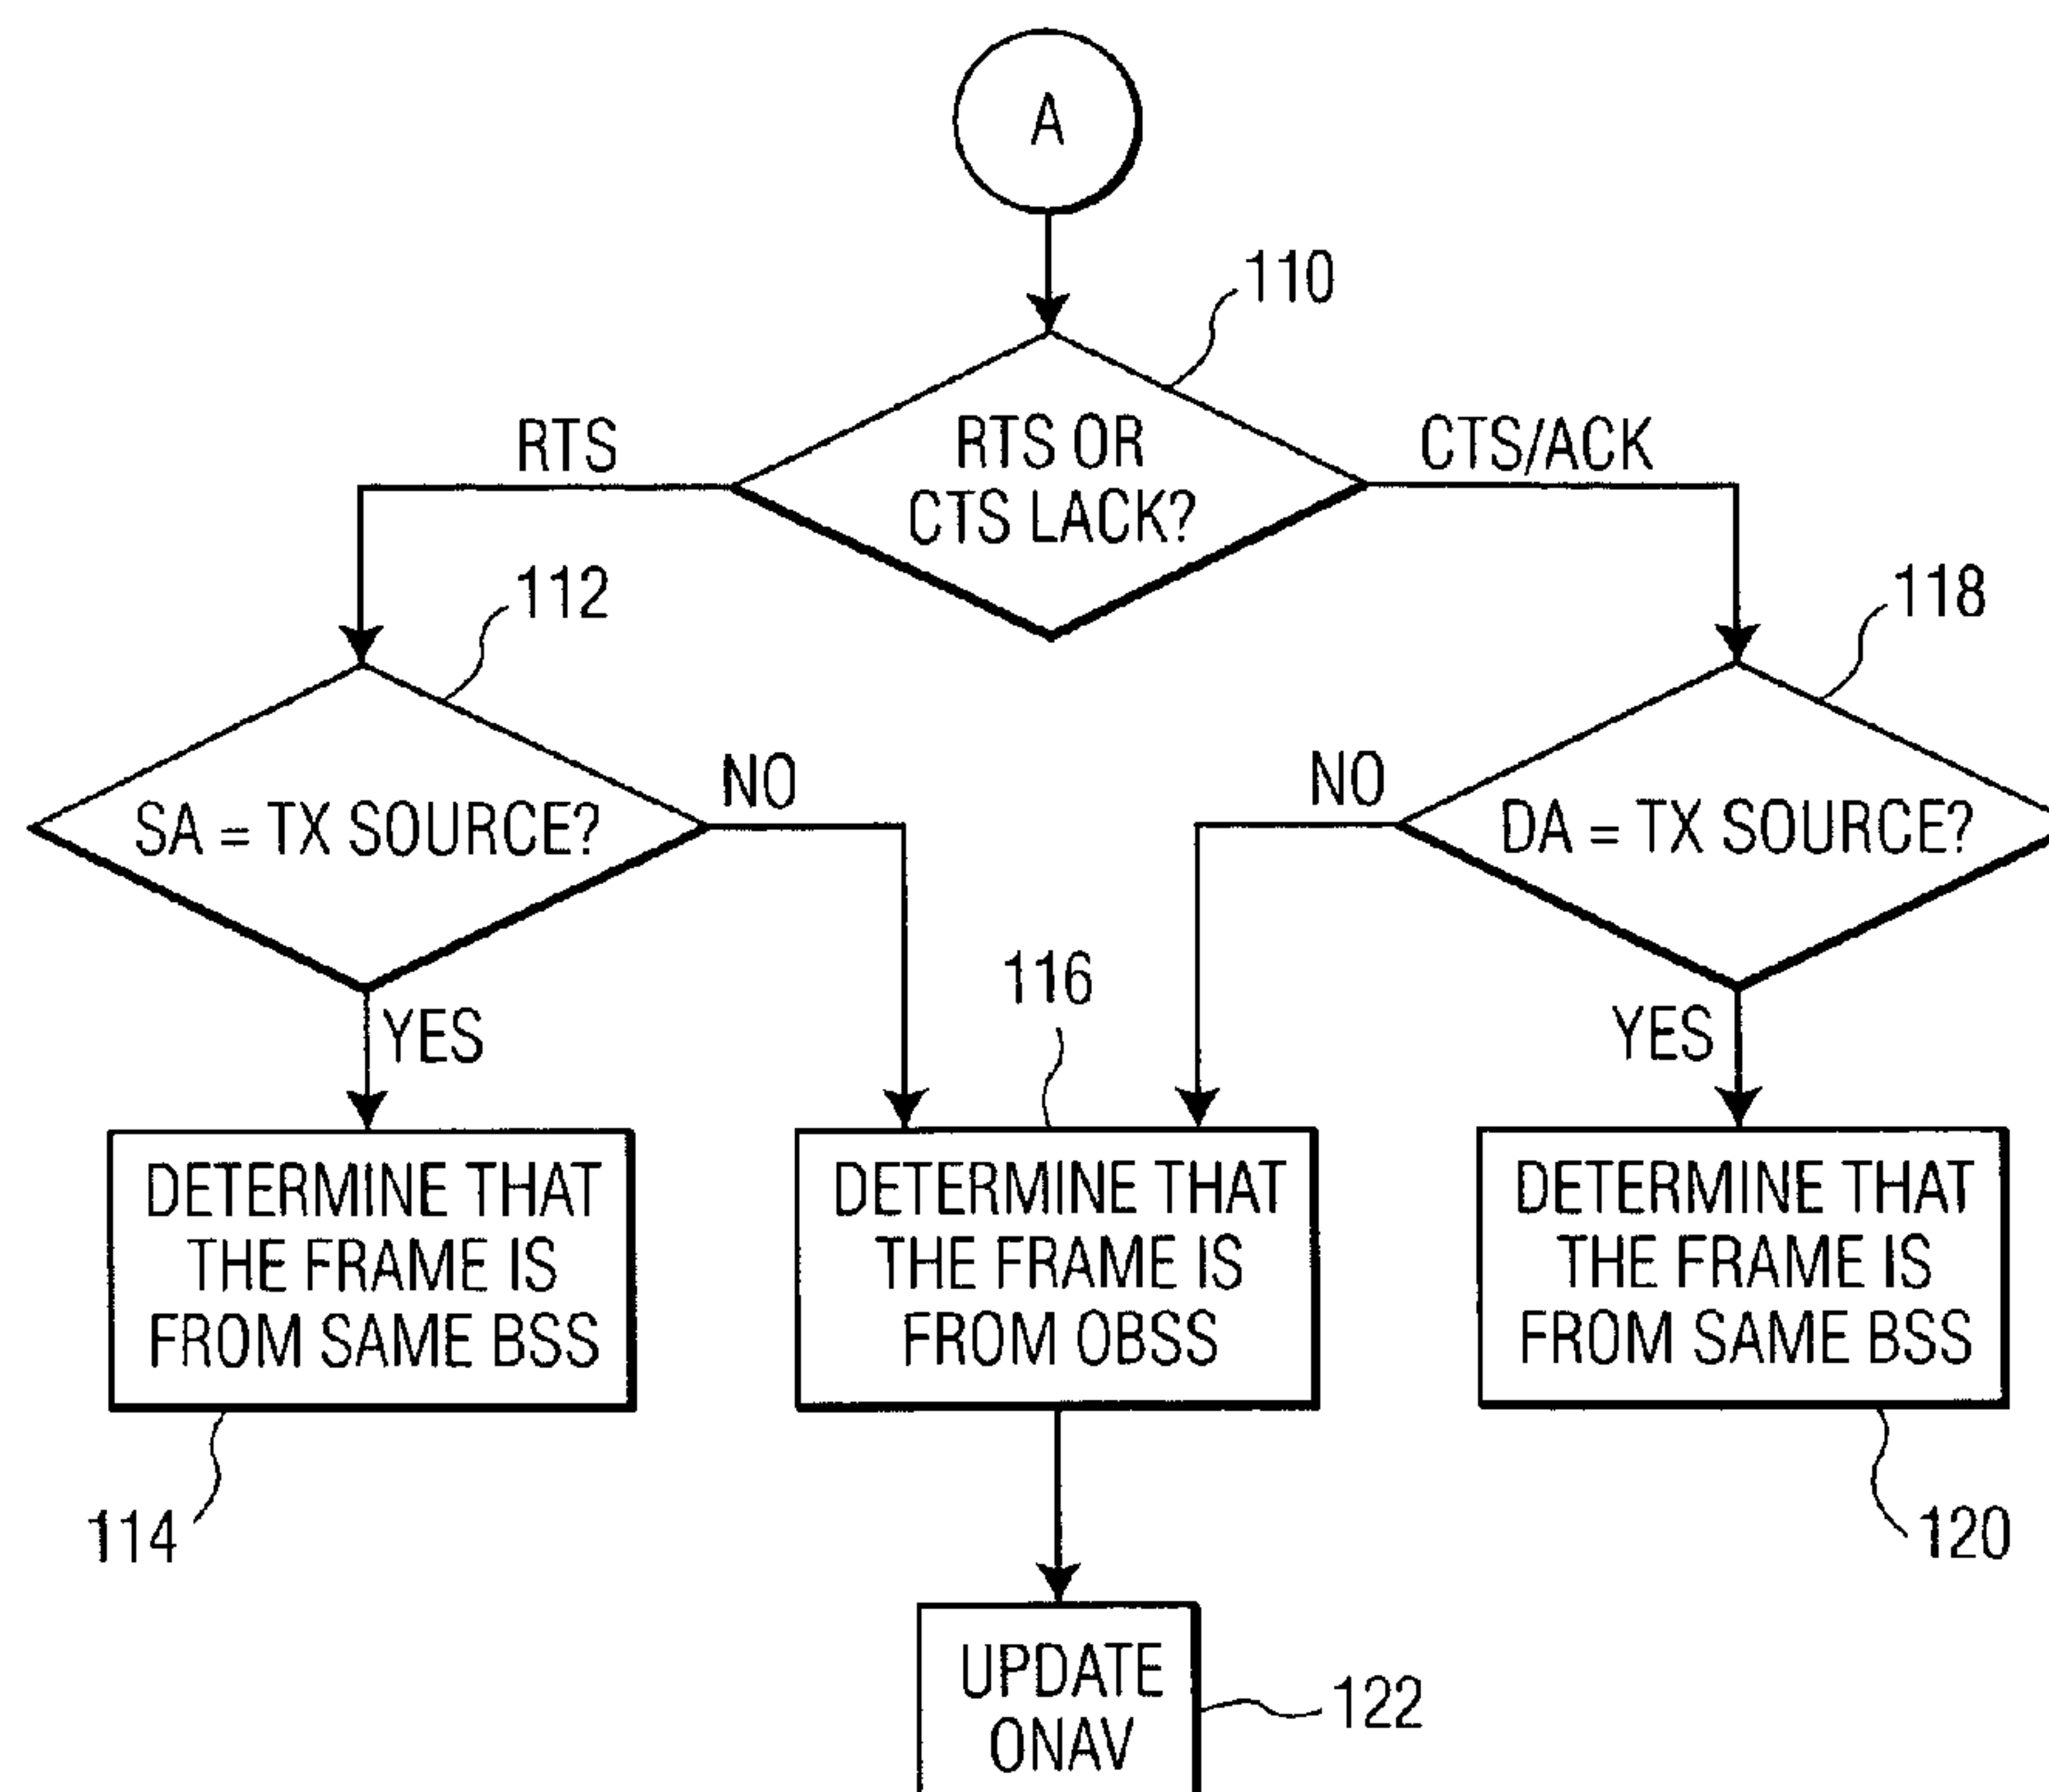 A
110
RTS OR
CTS LACK?
RTS
CTS/ACK
112
118
SA = TX SOURCE?
NO
NO
DA = TX SOURCE?
116
YES
YES
DETERMINE THAT
THE FRAME IS
FROM SAME BSS
DETERMINE THAT
THE FRAME IS
FROM OBSS
DETERMINE THAT
THE FRAME IS
FROM SAME BSS
114
120
UPDATE
ONAV
122